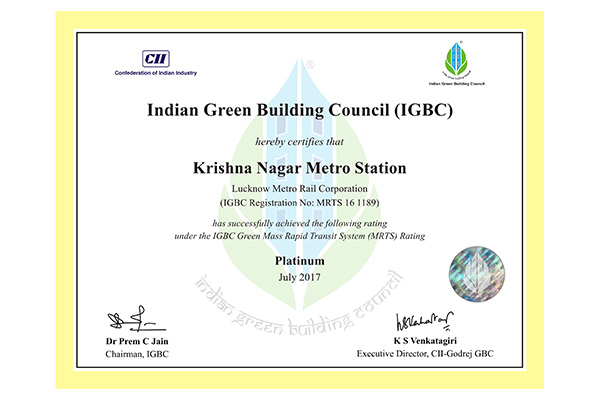 CII
Confederation of Indian Industry
Indian Green Building Council
Indian Green Building Council (IGBC)
hereby certifies that
Krishna Nagar Metro Station
Lucknow Metro Rail Corporation
(IGBC Registration No: MRTS 16 1189)
has successfully achieved the following rating
under the IGBC Green Mass Rapid Transit System (MRTS) Rating
Platinum
July 2017
indian green building council
Dr Prem C Jain
Chairman, IGBC
K S Venkatagiri
Executive Director, CII-Godrej GBC